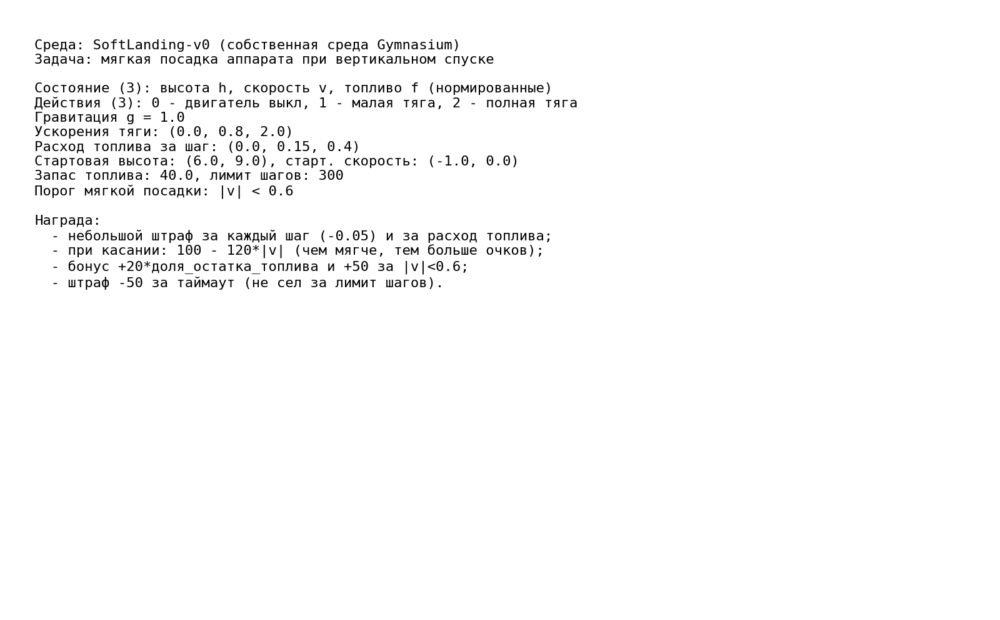 Среда: SoftLanding-v0 (собственная среда Gymnasium)
Задача: мягкая посадка аппарата при вертикальном спуске
Состояние (3): высота h, скорость v, топливо f (нормированные)
Действия (3): 0 - двигатель выкл, 1 - малая тяга, 2 - полная тяга
Гравитация g = 1.0
Ускорения тяги: (0.0, 0.8, 2.0)
Расход топлива за шаг: (0.0, 0.15, 0.4)
Стартовая высота: (6.0, 9.0), старт. скорость: (-1.0, 0.0)
Запас топлива: 40.0, лимит шагов: 300
Порог мягкой посадки: |v| < 0.6
Награда:
- небольшой штраф за каждый шаг (-0.05) и за расход топлива;
- при касании: 100 - 120*|v| (чем мягче, тем больше очков);
- бонус +20*доля_остатка_топлива и +50 за |v|<0.6;
- штраф -50 за таймаут (не сел за лимит шагов).